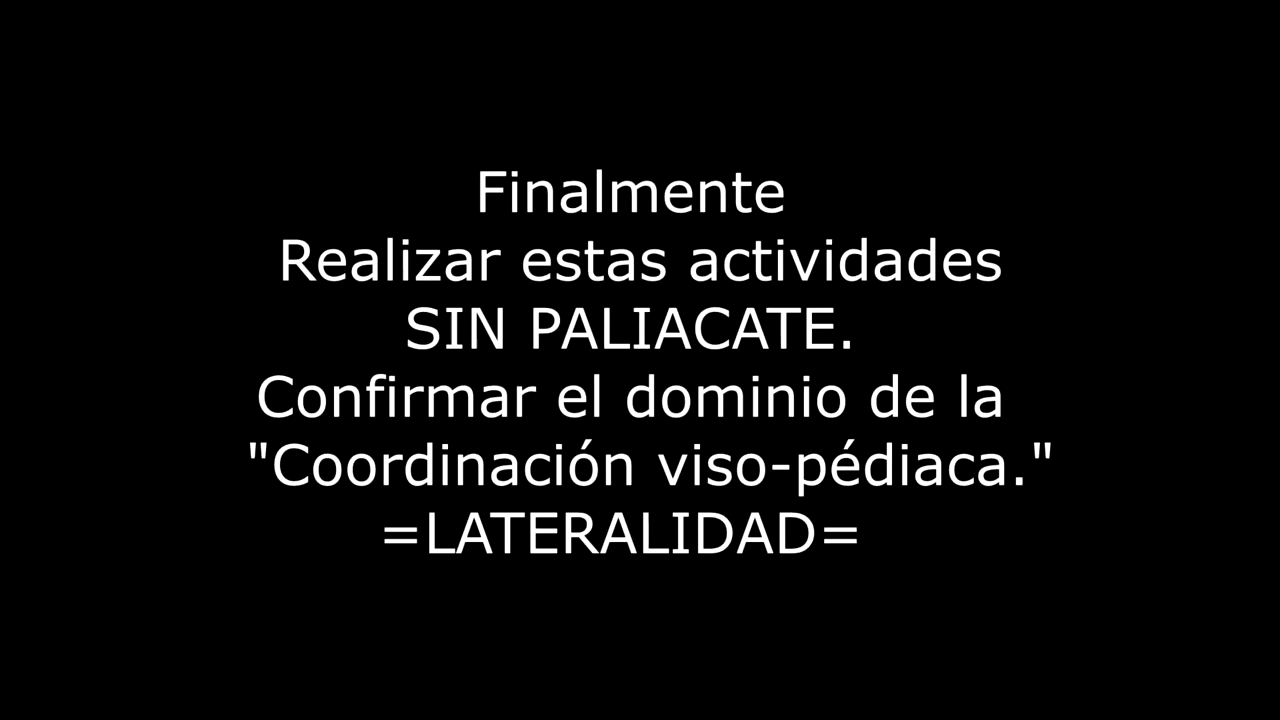 Finalmente
Realizar estas actividades
SIN PALIACATE.
Confirmar el dominio de la
"Coordinación viso-pédiaca."
=LATERALIDAD=